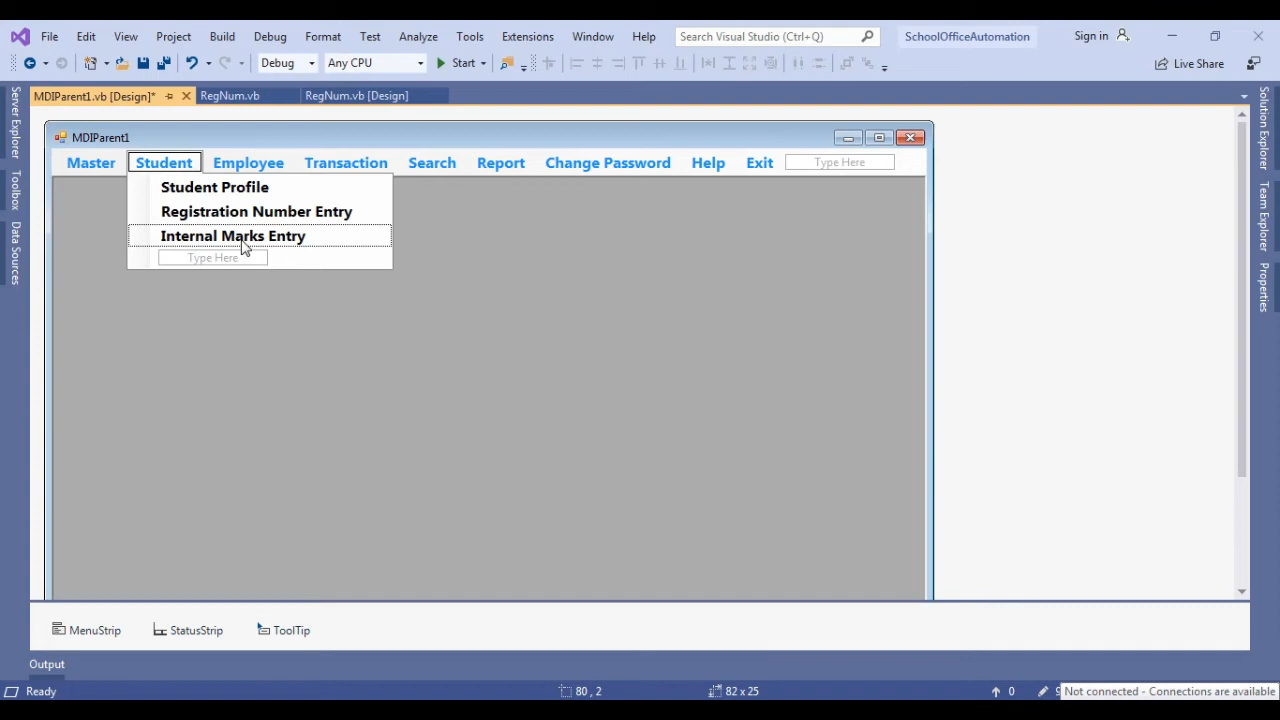 File Edit View Project Build Debug Format Test Analyze Tools Extensions Window Help Search Visual Studio (Ctrl+Q) SchoolOfficeAutomation Sign in
Debug Any CPU Start Live Share
MDIParent1.vb [Design]* RegNum.vb RegNum.vb [Design]
Server Explorer
Toolbox
Data Sources
MDIParent1
Master Student Employee Transaction Search Report Change Password Help Exit Type Here
Student Profile
Registration Number Entry
Internal Marks Entry
Type Here
Solution Explorer
Team Explorer
Properties
MenuStrip StatusStrip ToolTip
Output
Ready 80 , 2 82 x 25 0 Not connected - Connections are available